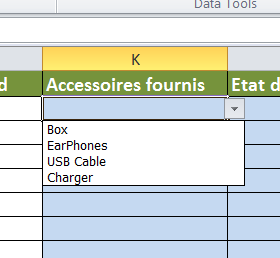 Data Tools
K
d Accessoires fournis Etat d
Box
EarPhones
USB Cable
Charger